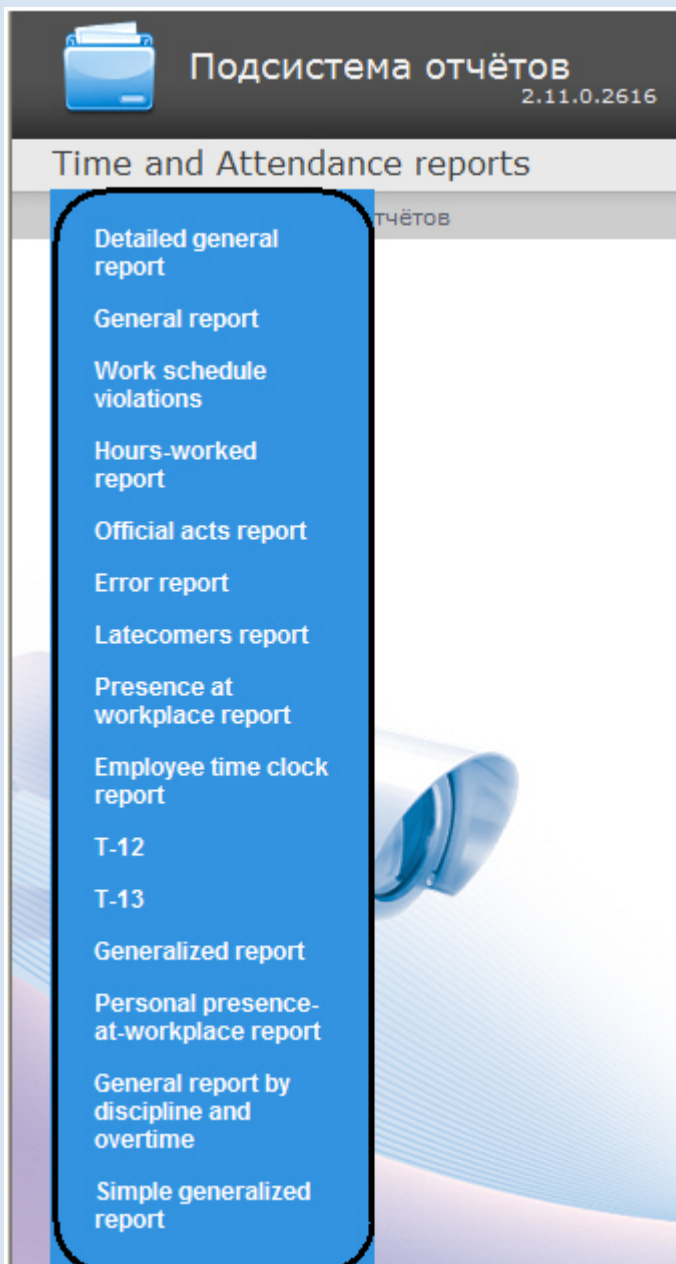 Подсистема отчётов
2.11.0.2616
Time and Attendance reports
тчётов
Detailed general
report
General report
Work schedule
violations
Hours-worked
report
Official acts report
Error report
Latecomers report
Presence at
workplace report
Employee time clock
report
T-12
T-13
Generalized report
Personal presence-
at-workplace report
General report by
discipline and
overtime
Simple generalized
report